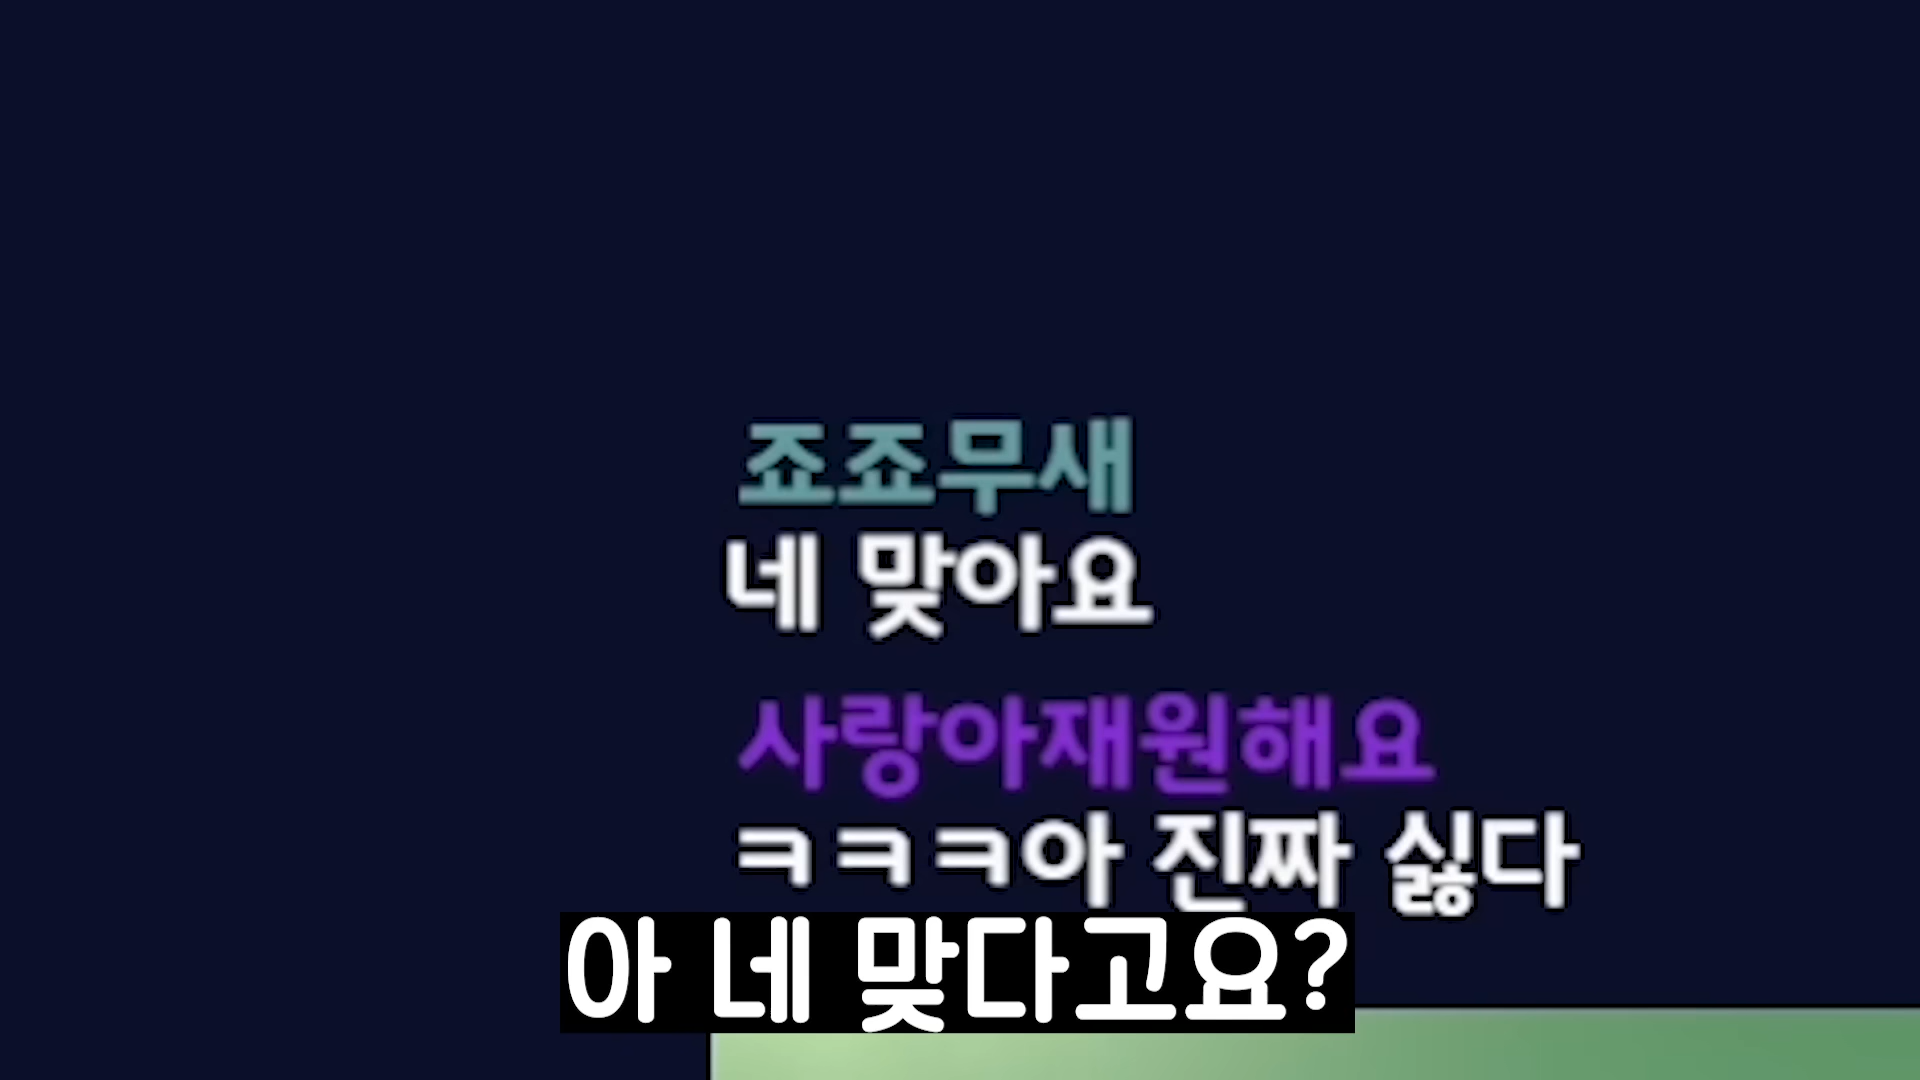 죠죠무새
네 맞아요
사랑아재원해요
ㅋㅋㅋ아 진짜 싫다
아 네 맞다고요?